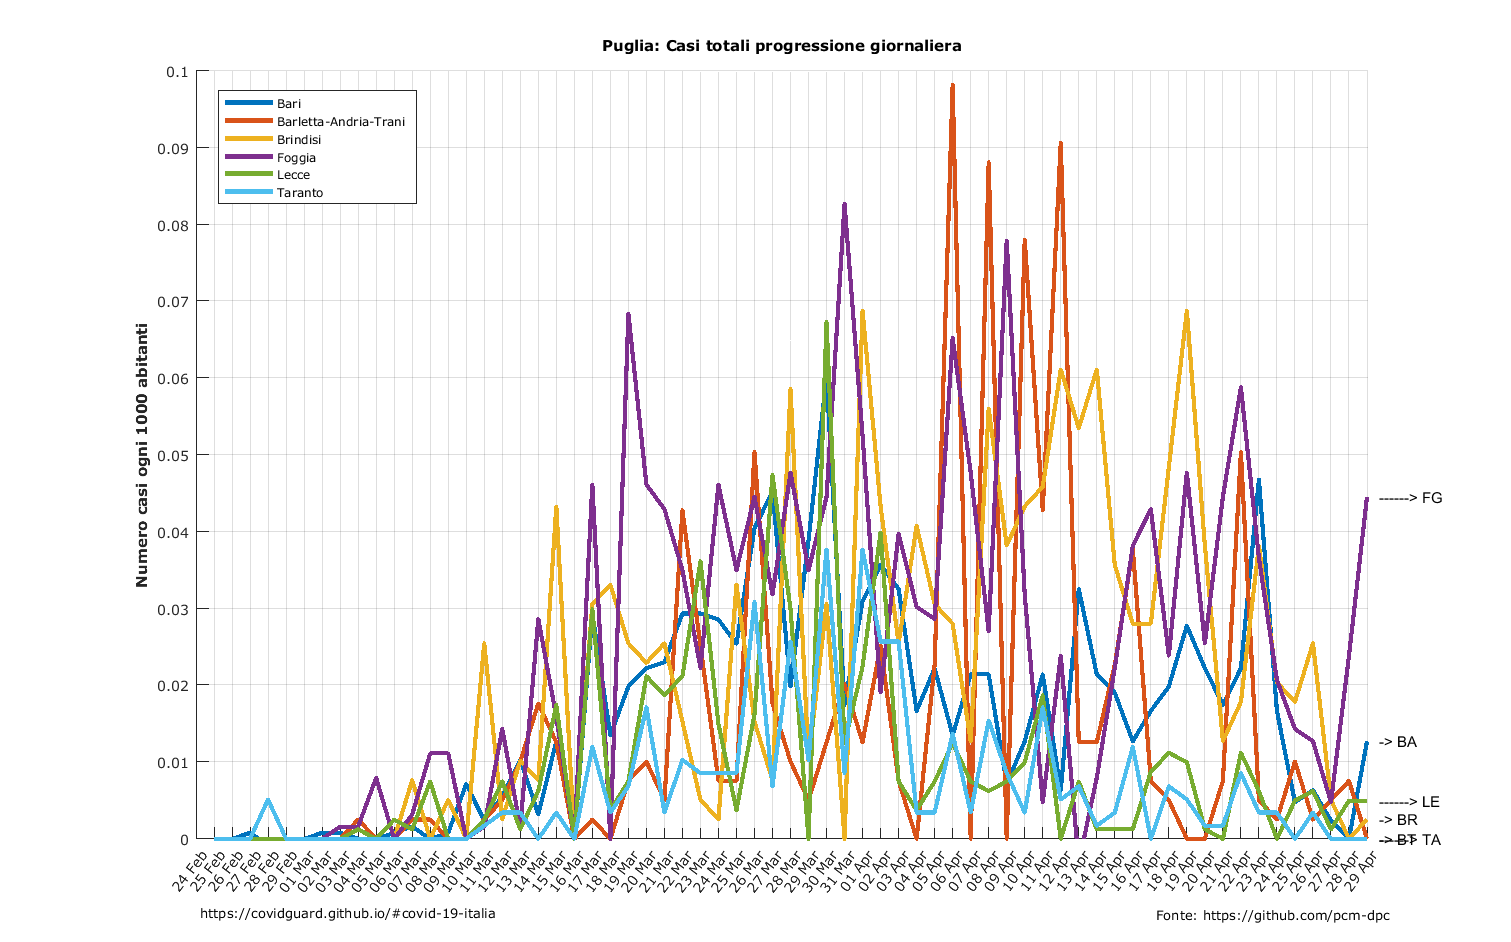 Puglia: Casi totali progressione giornaliera
Numero casi ogni 1000 abitanti
0.1
0.09
0.08
0.07
0.06
0.05
0.04
0.03
0.02
0.01
0
Bari
Barletta-Andria-Trani
Brindisi
Foggia
Lecce
Taranto
------> FG
-> BA
------> LE
-> BR
-> BT
------> TA
24 Feb
25 Feb
26 Feb
27 Feb
28 Feb
29 Feb
01 Mar
02 Mar
03 Mar
04 Mar
05 Mar
06 Mar
07 Mar
08 Mar
09 Mar
10 Mar
11 Mar
12 Mar
13 Mar
14 Mar
15 Mar
16 Mar
17 Mar
18 Mar
19 Mar
20 Mar
21 Mar
22 Mar
23 Mar
24 Mar
25 Mar
26 Mar
27 Mar
28 Mar
29 Mar
30 Mar
31 Mar
01 Apr
02 Apr
03 Apr
04 Apr
05 Apr
06 Apr
07 Apr
08 Apr
09 Apr
10 Apr
11 Apr
12 Apr
13 Apr
14 Apr
15 Apr
16 Apr
17 Apr
18 Apr
19 Apr
20 Apr
21 Apr
22 Apr
23 Apr
24 Apr
25 Apr
26 Apr
27 Apr
28 Apr
29 Apr
https://covidguard.github.io/#covid-19-italia
Fonte: https://github.com/pcm-dpc